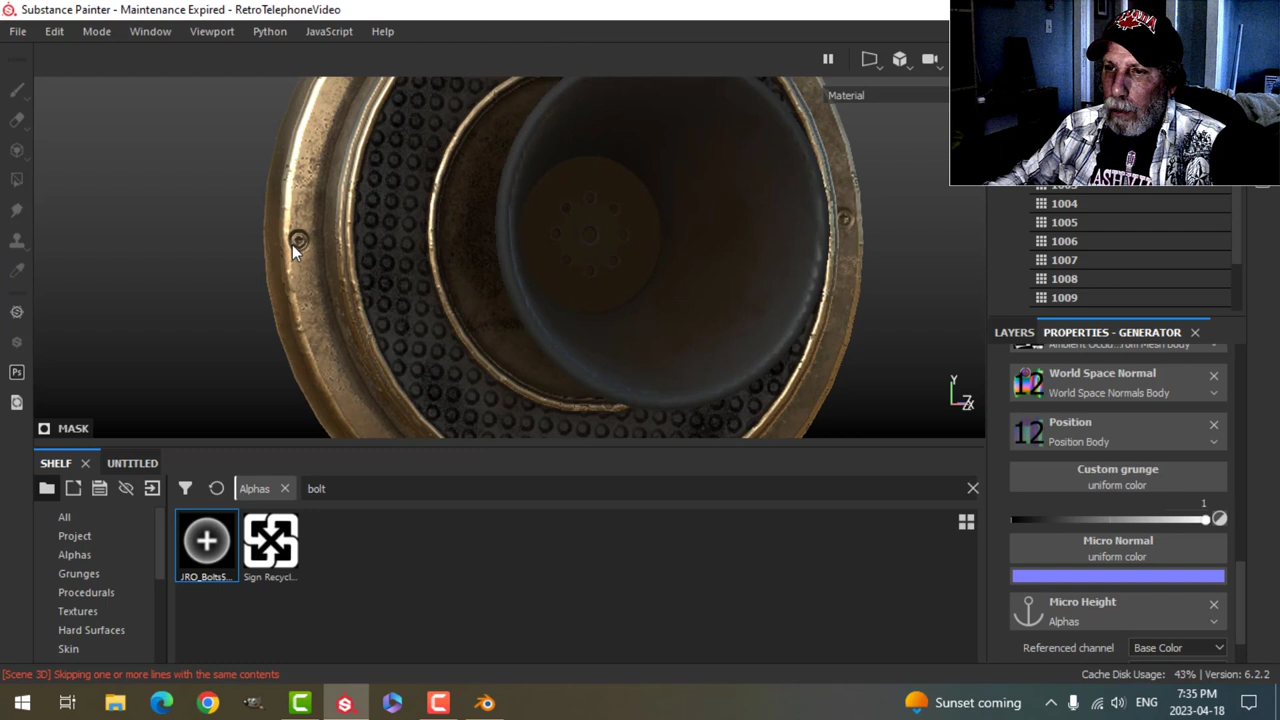 Substance Painter - Maintenance Expired - RetroTelephoneVideo
File Edit Mode Window Viewport Python JavaScript Help
Material
1004
1005
1006
1007
1008
1009
LAYERS PROPERTIES - GENERATOR
World Space Normal
World Space Normals Body
Position
Position Body
Custom grunge
uniform color
1
Micro Normal
uniform color
Micro Height
Alphas
Referenced channel Base Color
Y
Z
MASK
SHELF UNTITLED
Alphas bolt
All
Project
Alphas
Grunges
Procedurals
Textures
Hard Surfaces
Skin
JRO_BoltsS...
Sign Recycl...
[Scene 3D] Skipping one or more lines with the same contents
Cache Disk Usage: 43% | Version: 6.2.2
Sunset coming
ENG
7:35 PM
2023-04-18